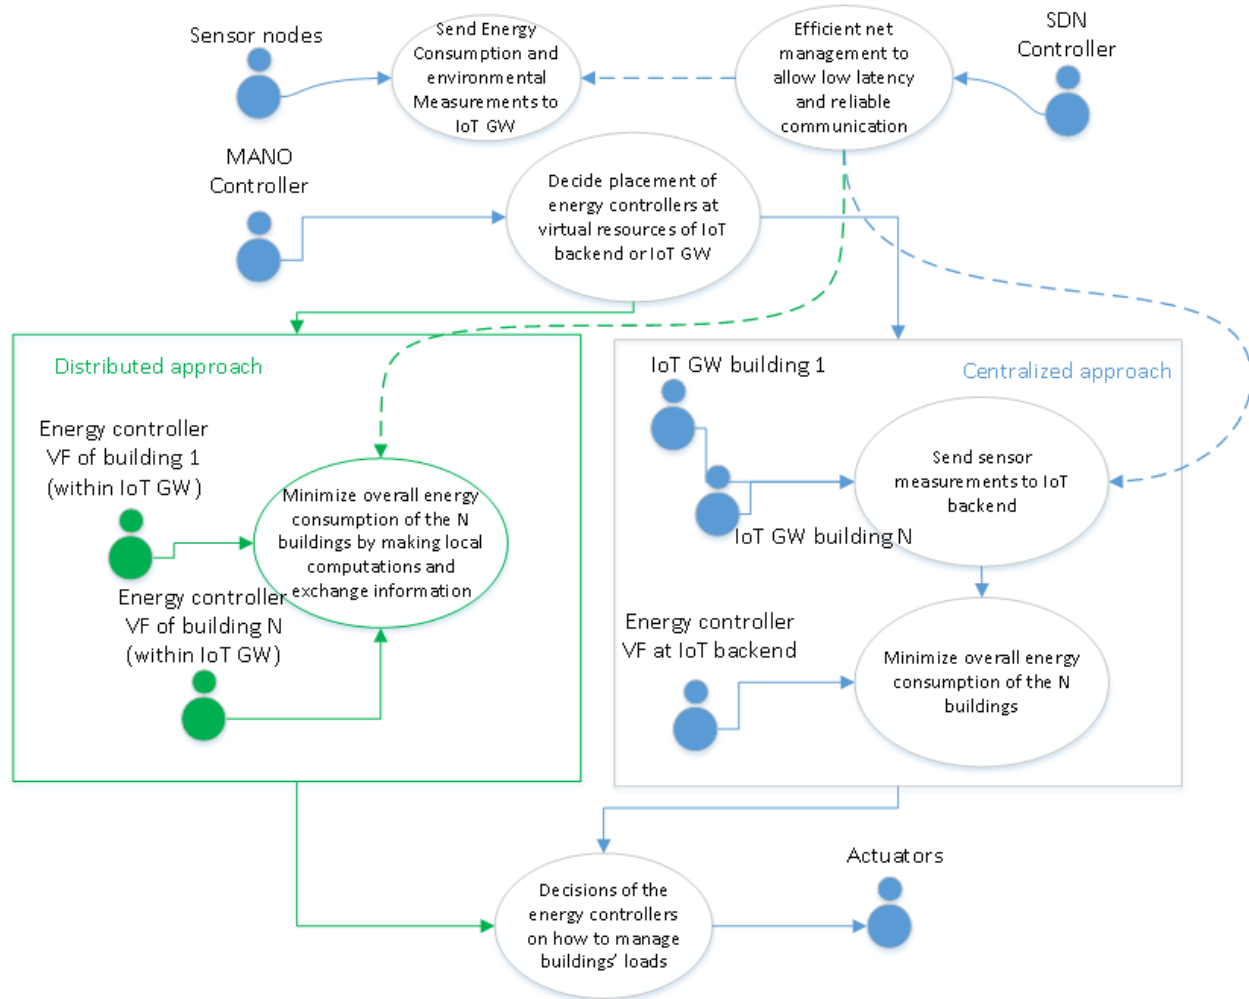 Sensor nodes
Send Energy
Consumption and
environmental
Measurements to
IoT GW
Efficient net
management to
allow low latency
and reliable
communication
SDN
Controller
MANO
Controller
Decide placement of
energy controllers at
virtual resources of IoT
backend or IoT GW
Distributed approach
Energy controller
VF of building 1
(within IoT GW)
Minimize overall energy
consumption of the N
buildings by making local
computations and
exchange information
Energy controller
VF of building N
(within IoT GW)
IoT GW building 1
Centralized approach
Send sensor
measurements to IoT
backend
IoT GW building N
Energy controller
VF at IoT backend
Minimize overall energy
consumption of the N
buildings
Decisions of the
energy controllers
on how to manage
buildings' loads
Actuators